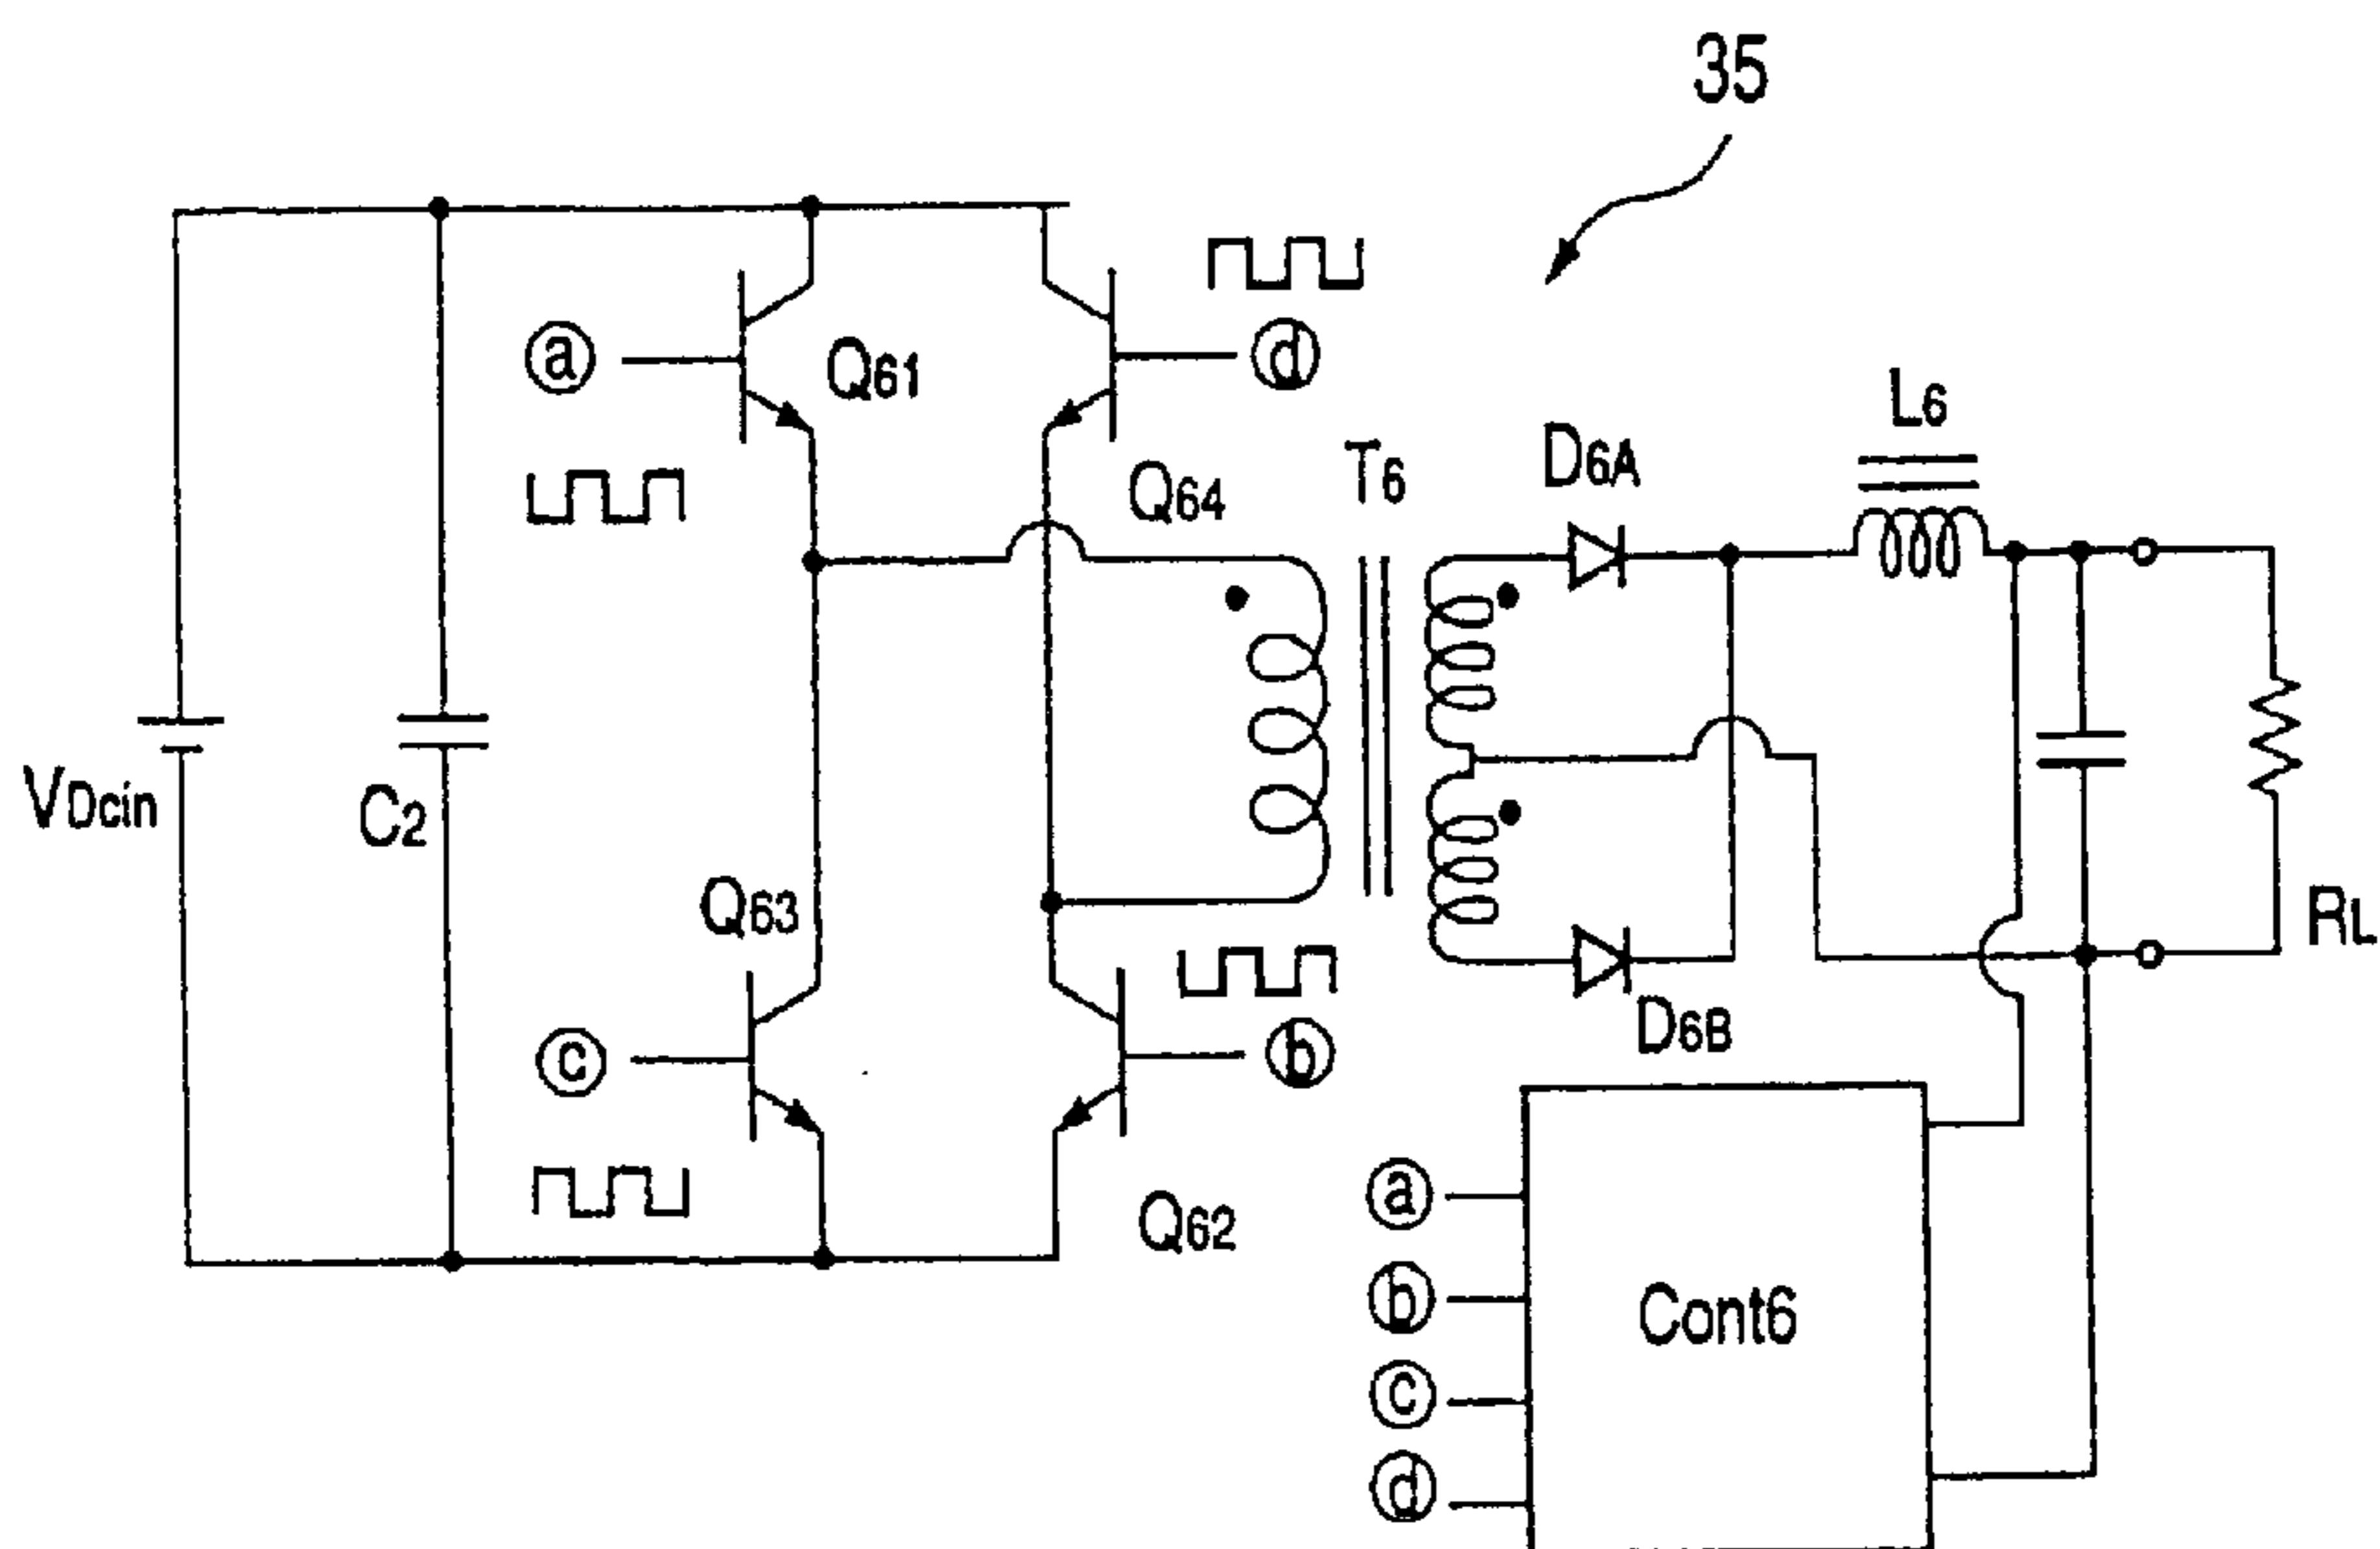 35
ⓐ
Q61
ⓓ
Q64
T6
D6A
L6
VDcin
C2
Q63
ⓒ
ⓑ
Q62
D6B
RL
ⓐ
ⓑ
ⓒ
ⓓ
Cont6